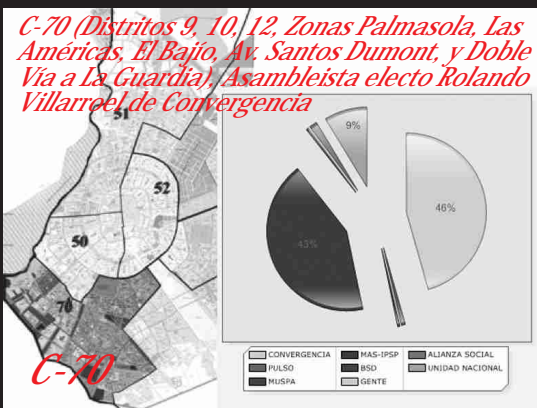 C-70 (Distritos 9, 10, 12, Zonas Palmasola, Las
Américas, El Bajío, Av. Santos Dumont, y Doble
Via a La Guardia), Asambleista electo Rolando
Villarroel de Convergencia
51
52
50
70
C-70
9%
46%
43%
CONVERGENCIA
MAS-IPSP
ALIANZA SOCIAL
PULSO
BSD
UNIDAD NACIONAL
MUSPA
GENTE